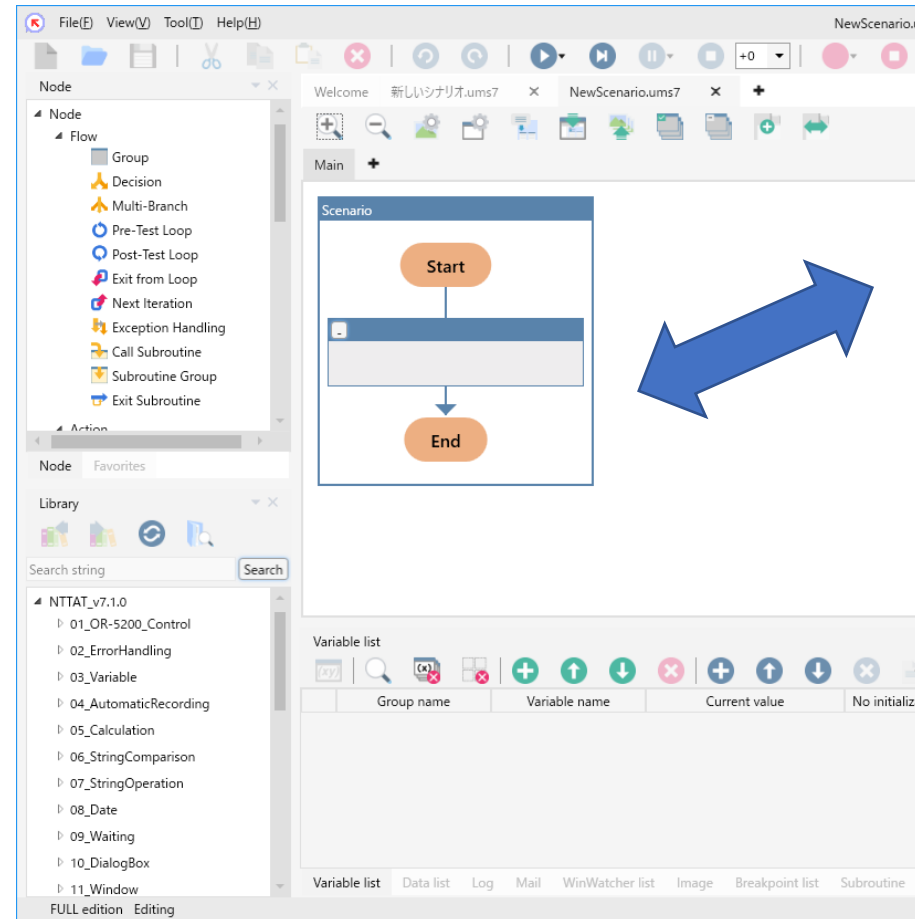 File(F) View(V) Tool(T) Help(H)
NewScenario.u
+0
Node
Welcome 新しいシナリオ.ums7 NewScenario.ums7
Node
Flow
Group
Decision
Multi-Branch
Pre-Test Loop
Post-Test Loop
Exit from Loop
Next Iteration
Exception Handling
Call Subroutine
Subroutine Group
Exit Subroutine
Action
Node Favorites
Main
Scenario
Start
End
Library
Search string Search
NTTAT_v7.1.0
01_OR-5200_Control
02_ErrorHandling
03_Variable
04_AutomaticRecording
05_Calculation
06_StringComparison
07_StringOperation
08_Date
09_Waiting
10_DialogBox
11_Window
Variable list
Group name Variable name Current value No initializ
Variable list Data list Log Mail WinWatcher list Image Breakpoint list Subroutine
FULL edition Editing